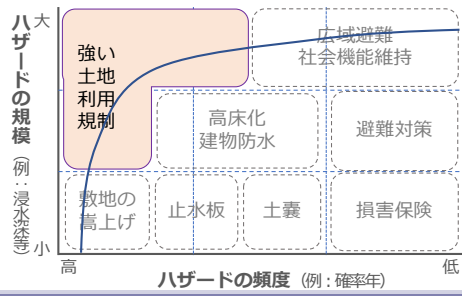 ハザードの規模
(例：浸水深等)
大
小
強い
土地
利用
規制
広域避難
社会機能維持
高床化
建物防水
避難対策
敷地の
嵩上げ
止水板
土嚢
損害保険
高
低
ハザードの頻度(例：確率年)